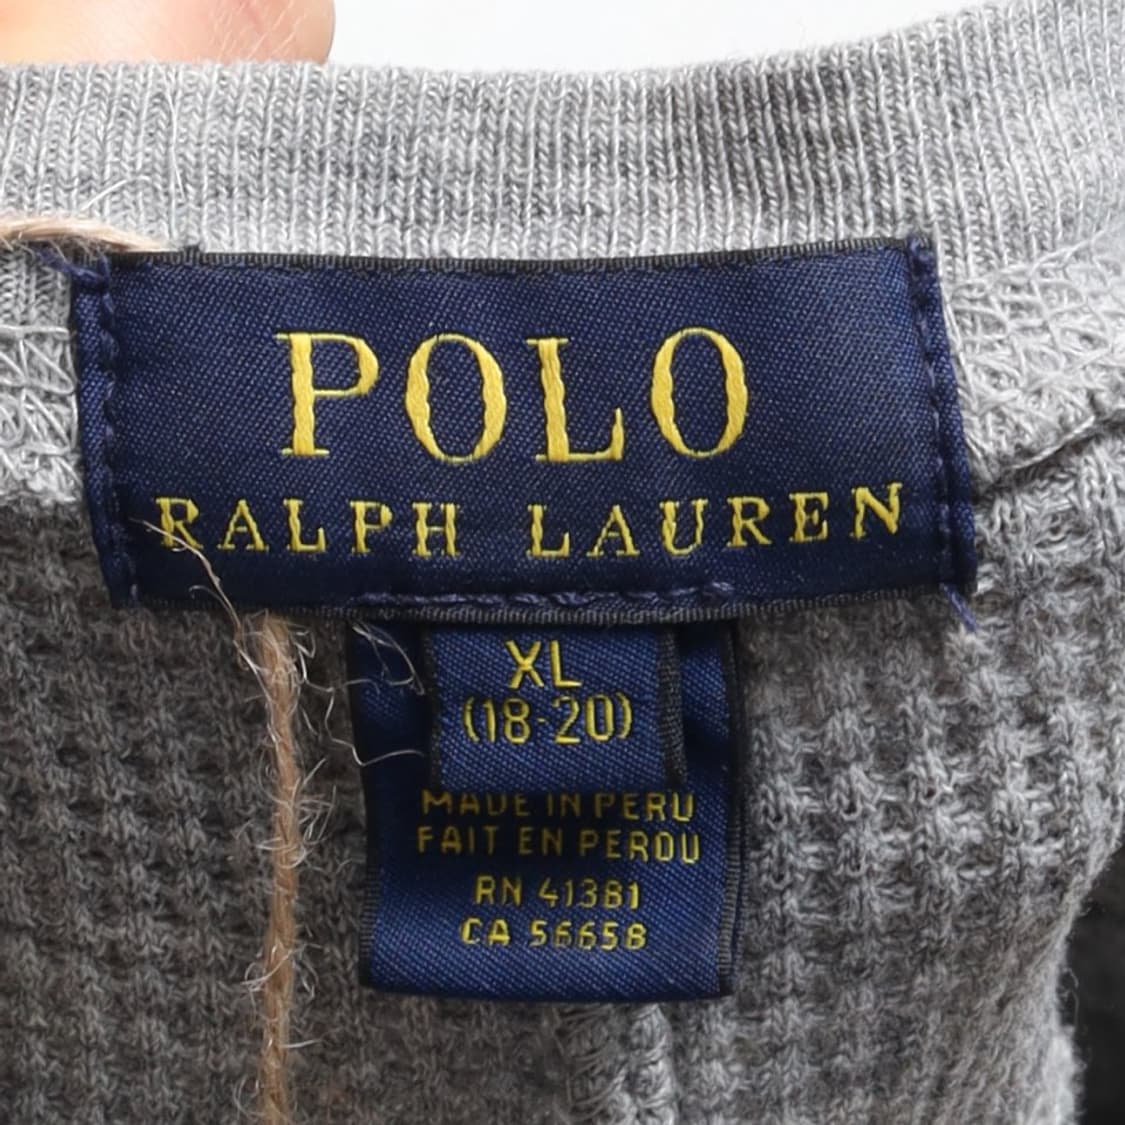 POLO
RALPH LAUREN
XL
(18-20)
MADE IN PERU
FAIT EN PEROU
RN 41381
CA 56658